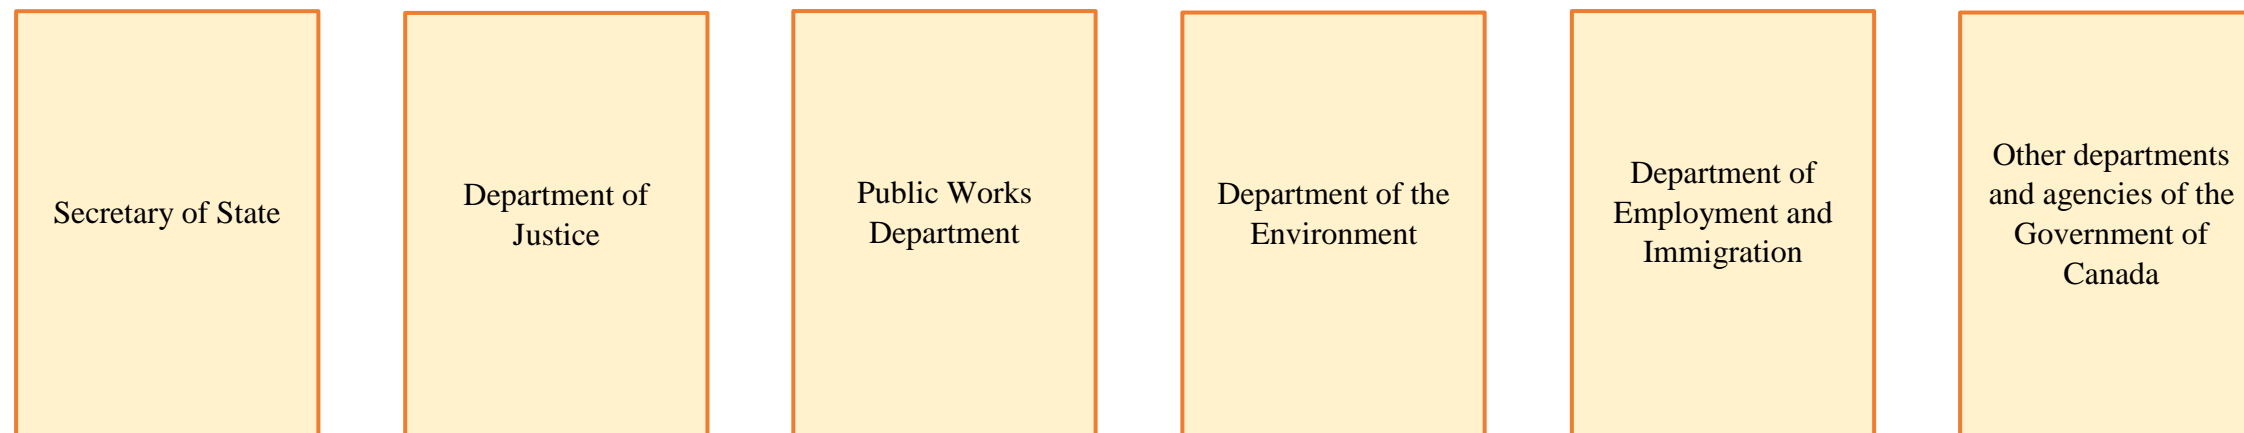 Secretary of State
Department of
Justice
Public Works
Department
Department of the
Environment
Department of
Employment and
Immigration
Other departments
and agencies of the
Government of
Canada